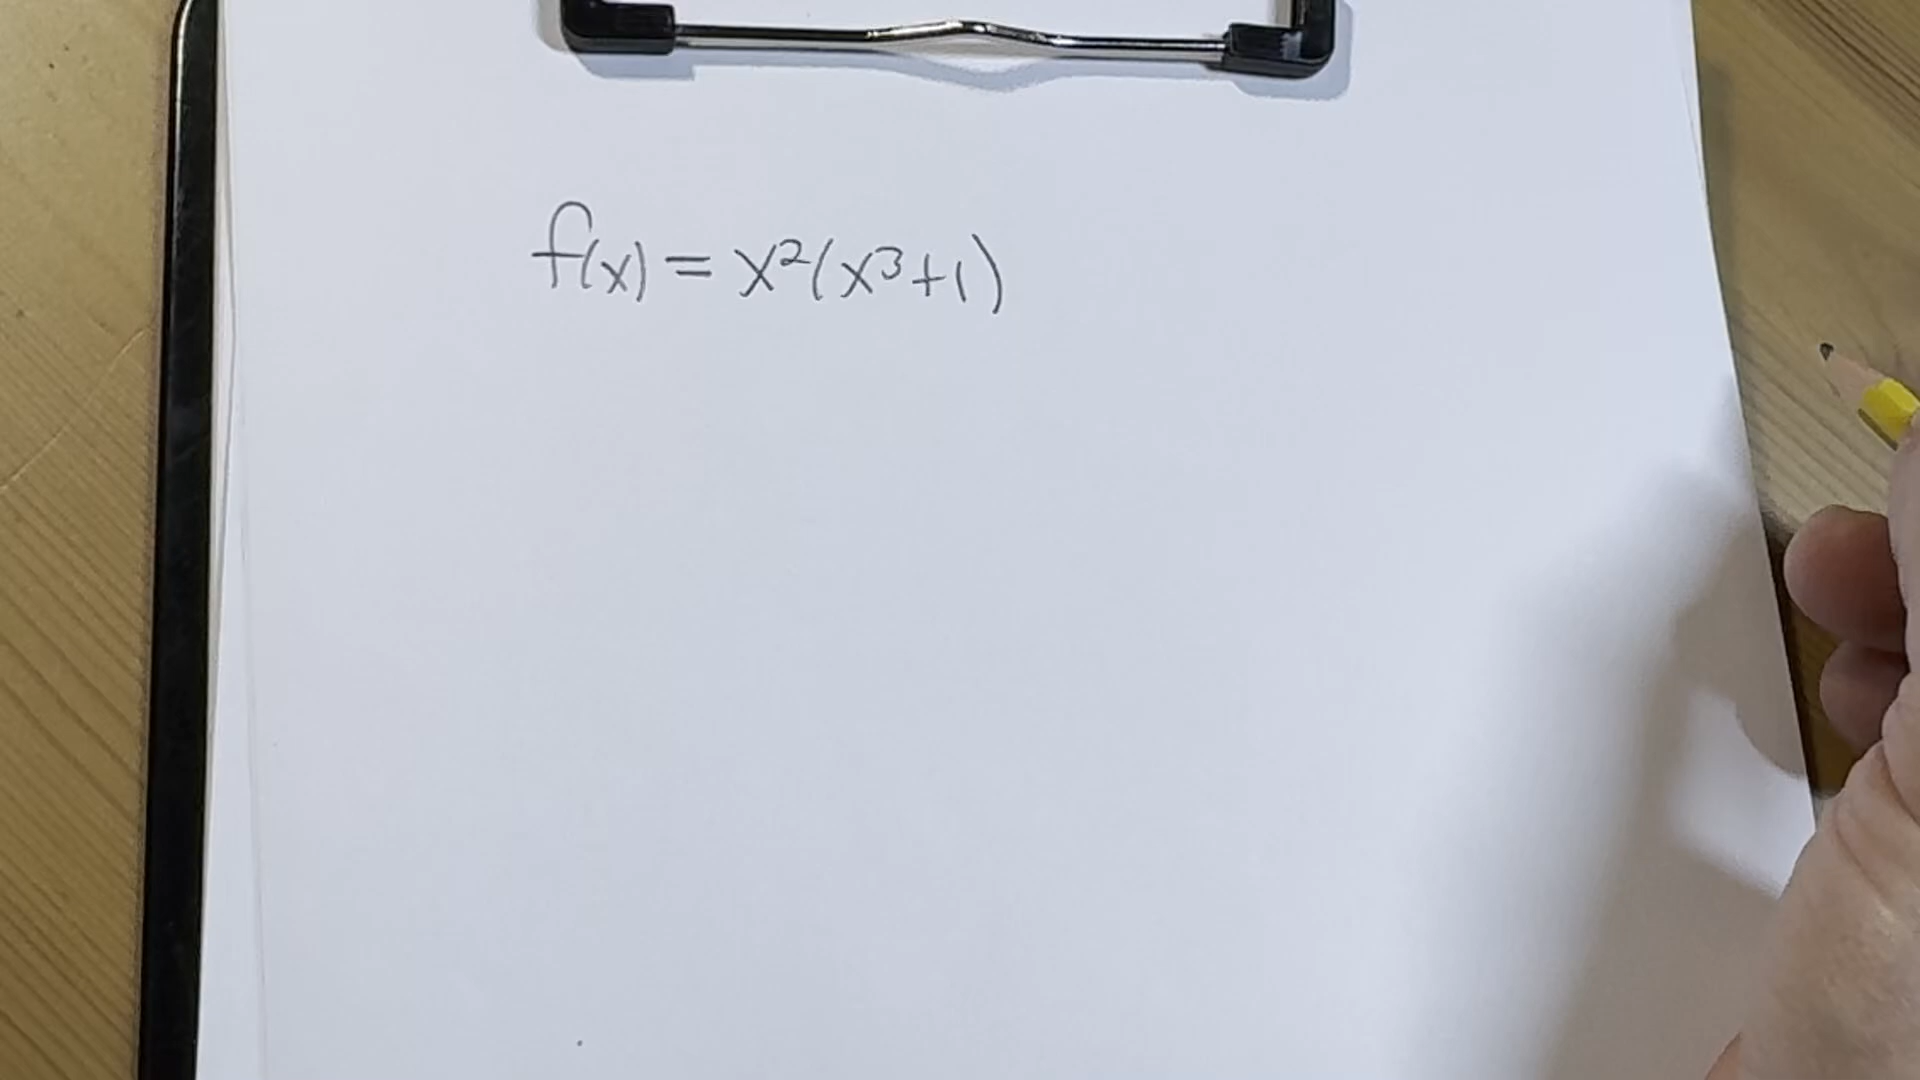 f(x) = x²(x³+1)